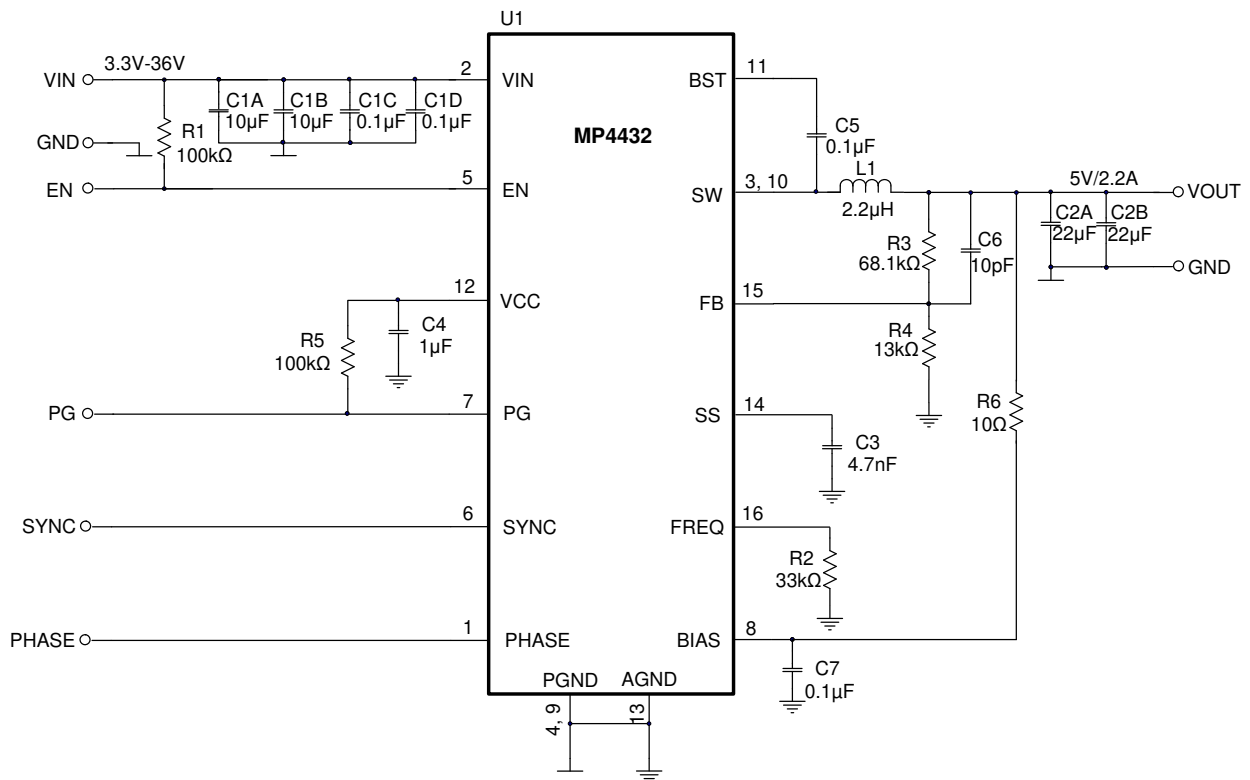 U1
3.3V-36V
VIN
2
VIN
BST
11
C1A
10µF
C1B
10µF
C1C
0.1µF
C1D
0.1µF
R1
100kΩ
MP4432
C5
0.1µF
GND
EN
5
EN
SW
3, 10
L1
2.2µH
5V/2.2A
VOUT
C2A
22µF
C2B
22µF
R3
68.1kΩ
C6
10pF
GND
12
VCC
FB
15
C4
1µF
R5
100kΩ
R4
13kΩ
PG
7
PG
SS
14
R6
10Ω
C3
4.7nF
SYNC
6
SYNC
FREQ
16
R2
33kΩ
PHASE
1
PHASE
BIAS
8
C7
0.1µF
PGND
AGND
4, 9
13